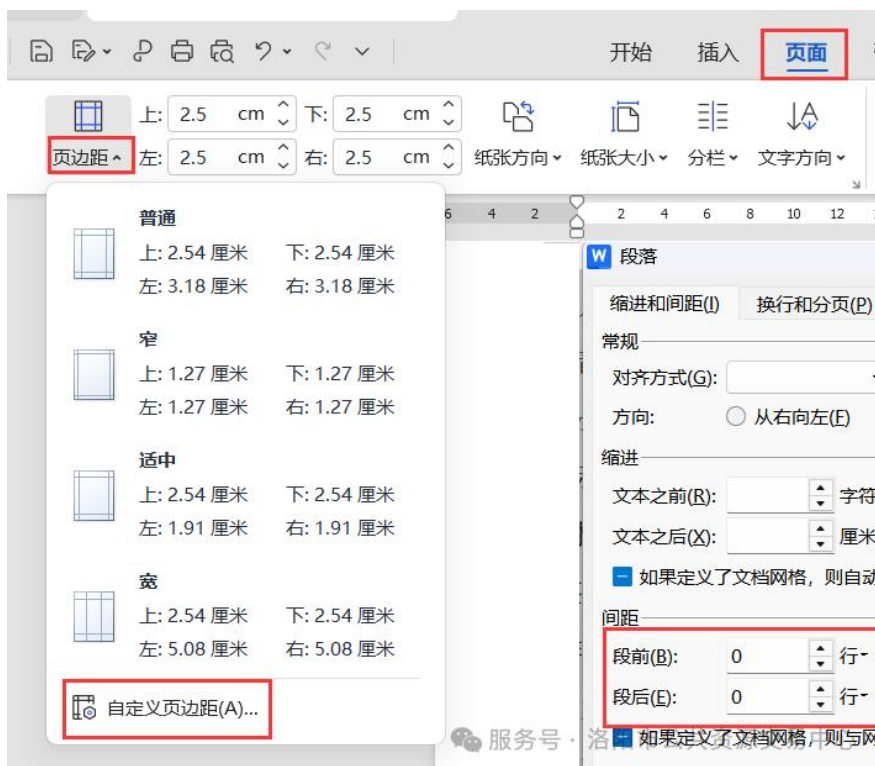 开始 插入 页面
上: 2.5 cm 下: 2.5 cm
页边距 左: 2.5 cm 右: 2.5 cm 纸张方向 纸张大小 分栏 文字方向
6 4 2 2 4 6 8 10 12
普通
上: 2.54 厘米 下: 2.54 厘米
左: 3.18 厘米 右: 3.18 厘米
窄
上: 1.27 厘米 下: 1.27 厘米
左: 1.27 厘米 右: 1.27 厘米
适中
上: 2.54 厘米 下: 2.54 厘米
左: 1.91 厘米 右: 1.91 厘米
宽
上: 2.54 厘米 下: 2.54 厘米
左: 5.08 厘米 右: 5.08 厘米
自定义页边距(A)...
W 段落
缩进和间距(I) 换行和分页(P)
常规
对齐方式(G):
方向: 从右向左(F)
缩进
文本之前(R): 字符
文本之后(X): 厘米
如果定义了文档网格，则自动
间距
段前(B): 0 行
段后(E): 0 行
如果定义了文档网格，则与网
服务号 · 洛